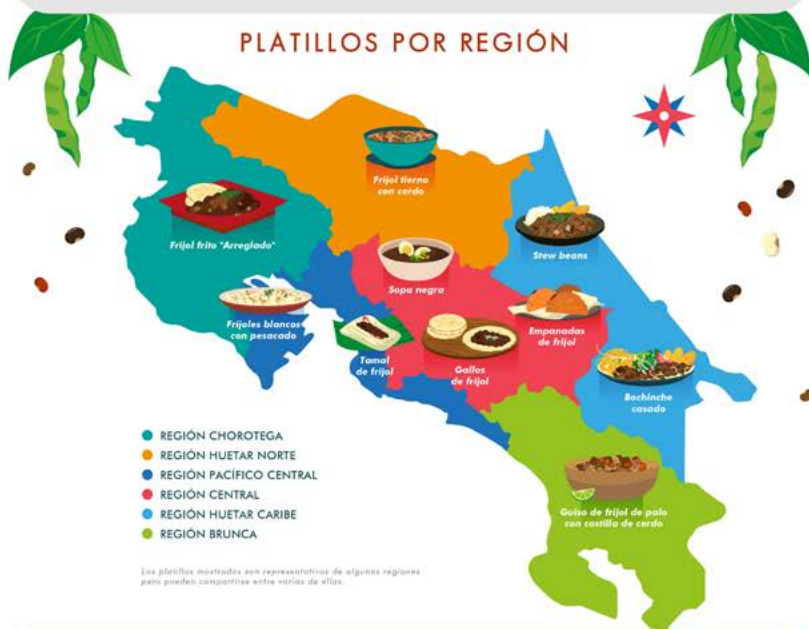 PLATILLOS POR REGIÓN
Frijol tierno
con cerdo
Frijol frito "Arreglado"
Stew beans
Sopa negra
Frijoles blancos
con pesacado
Empanadas
de frijol
Tamal
de frijol
Gallos
de frijol
Bochinche
casado
REGIÓN CHOROTEGA
REGIÓN HUETAR NORTE
REGIÓN PACÍFICO CENTRAL
REGIÓN CENTRAL
REGIÓN HUETAR CARIBE
REGIÓN BRUNCA
Guiso de frijol de palo
con costilla de cerdo
Los platillos mostrados son representativos de algunas regiones
pero pueden compartirse entre varias de ellas.